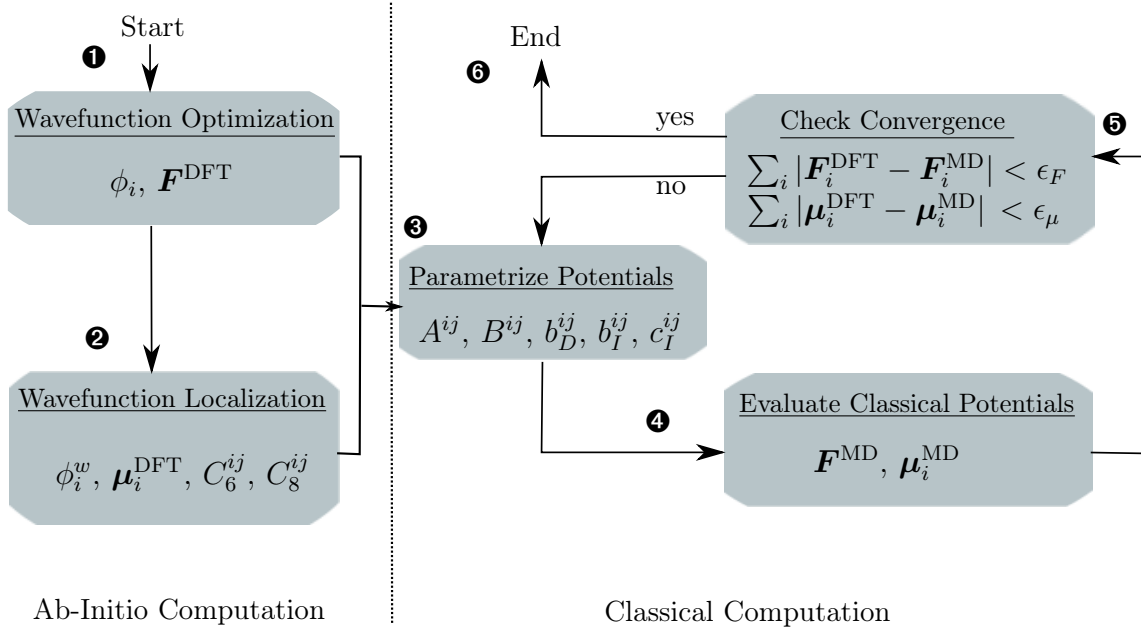 Start
❶
Wavefunction Optimization
ϕ_i, F^DFT
❷
Wavefunction Localization
ϕ_i^w, μ_i^DFT, C_6^ij, C_8^ij
Ab-Initio Computation
❸
Parametrize Potentials
A^ij, B^ij, b_D^ij, b_I^ij, c_I^ij
❹
Evaluate Classical Potentials
F^MD, μ_i^MD
❺
Check Convergence
∑_i |F_i^DFT − F_i^MD| < ϵ_F
∑_i |μ_i^DFT − μ_i^MD| < ϵ_μ
yes
no
❻
End
Classical Computation